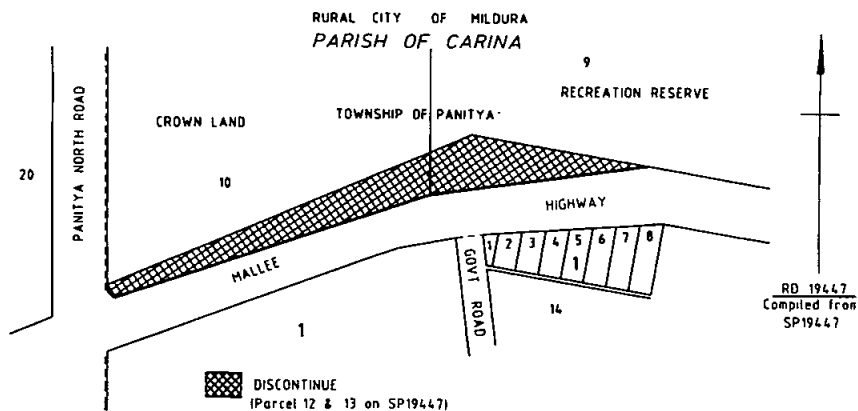 RURAL CITY OF MILDURA
PARISH OF CARINA
9
RECREATION RESERVE
CROWN LAND
TOWNSHIP OF PANITYA
PANITYA NORTH ROAD
20
10
HIGHWAY
MALLEE
1 2 3 4 5 6 7 8
1
GOVT ROAD
14
1
RD 19447
Compiled from
SP19447
DISCONTINUE
(Parcel 12 & 13 on SP19447)